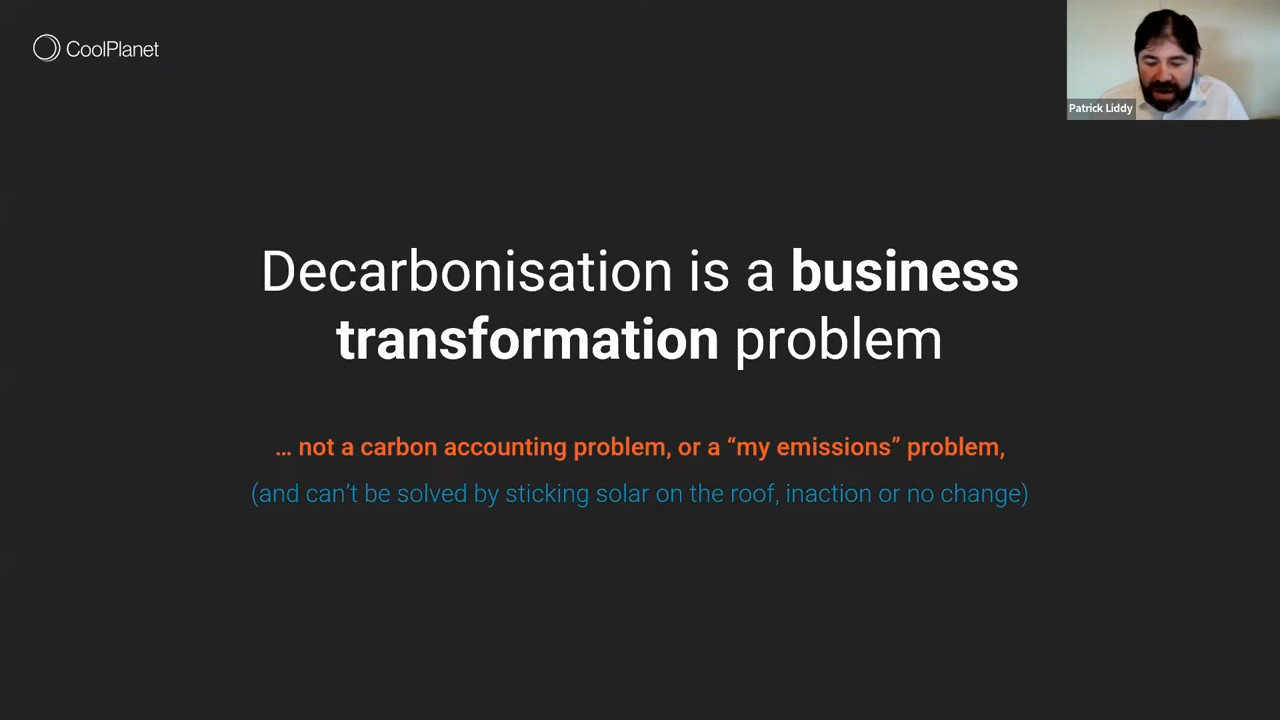 CoolPlanet
Patrick Liddy
Decarbonisation is a business
transformation problem
… not a carbon accounting problem, or a “my emissions” problem,
(and can’t be solved by sticking solar on the roof, inaction or no change)